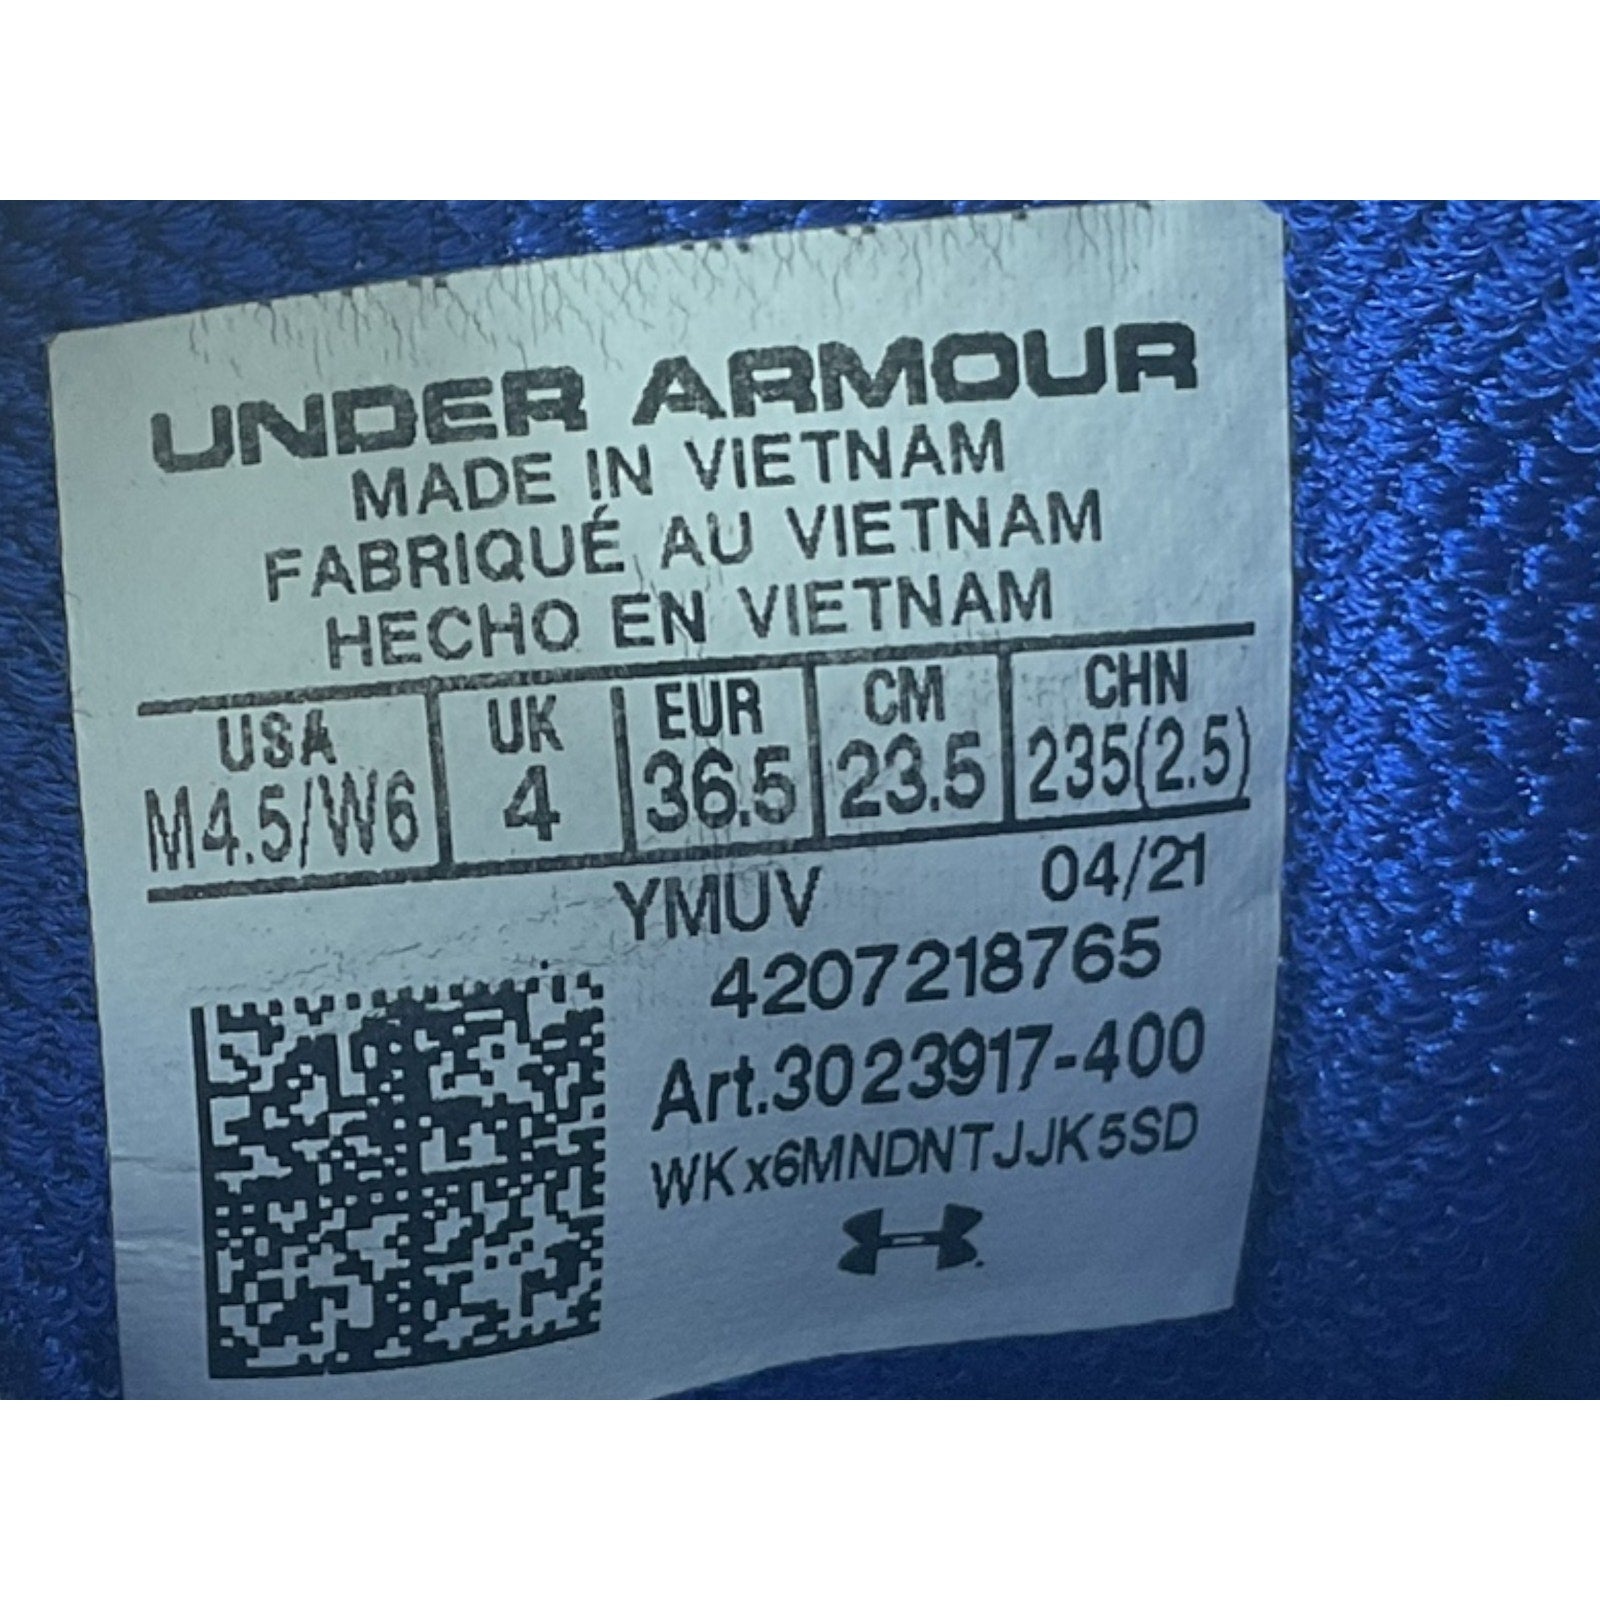 UNDER ARMOUR
MADE IN VIETNAM
FABRIQUÉ AU VIETNAM
HECHO EN VIETNAM
USA UK EUR CM CHN
M4.5/W6 4 36.5 23.5 235(2.5)
YMUV 04/21
4207218765
Art.3023917-400
WKx6MNDNTJJK5SD